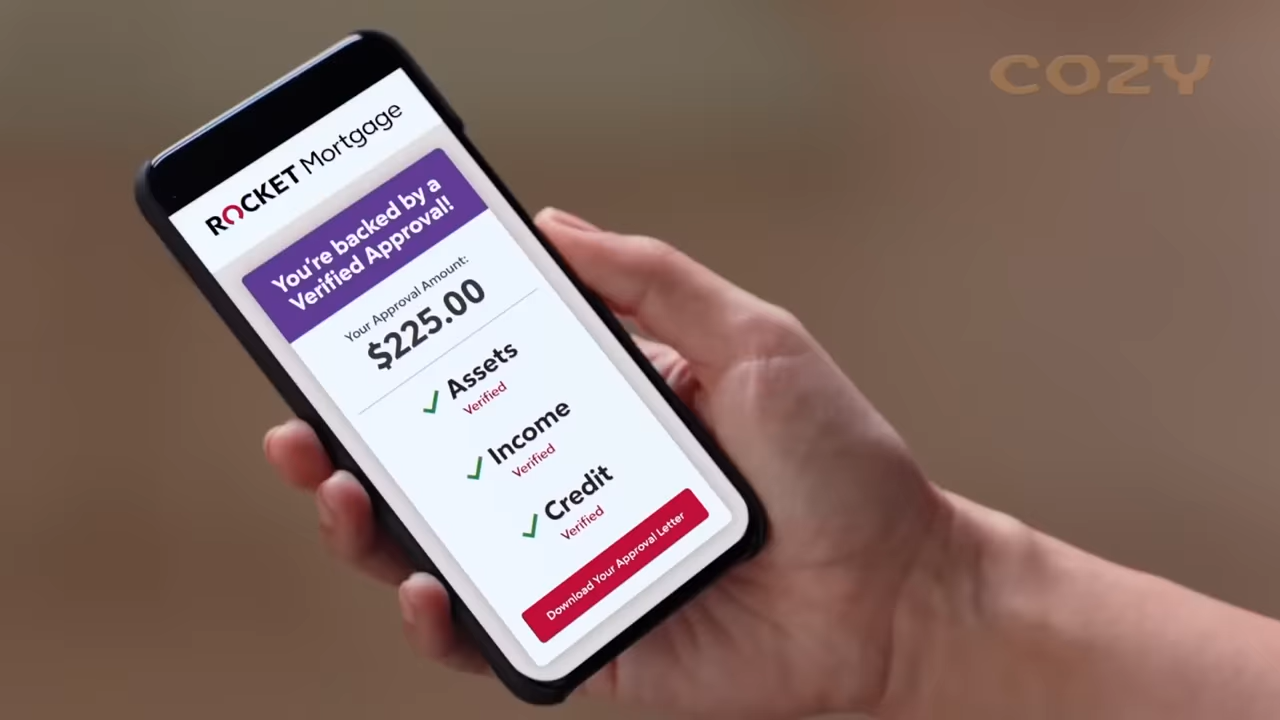 COZY
ROCKET Mortgage
You're backed by a
Verified Approval!
Your Approval Amount:
$225.00
Assets
Verified
Income
Verified
Credit
Verified
Download Your Approval Letter